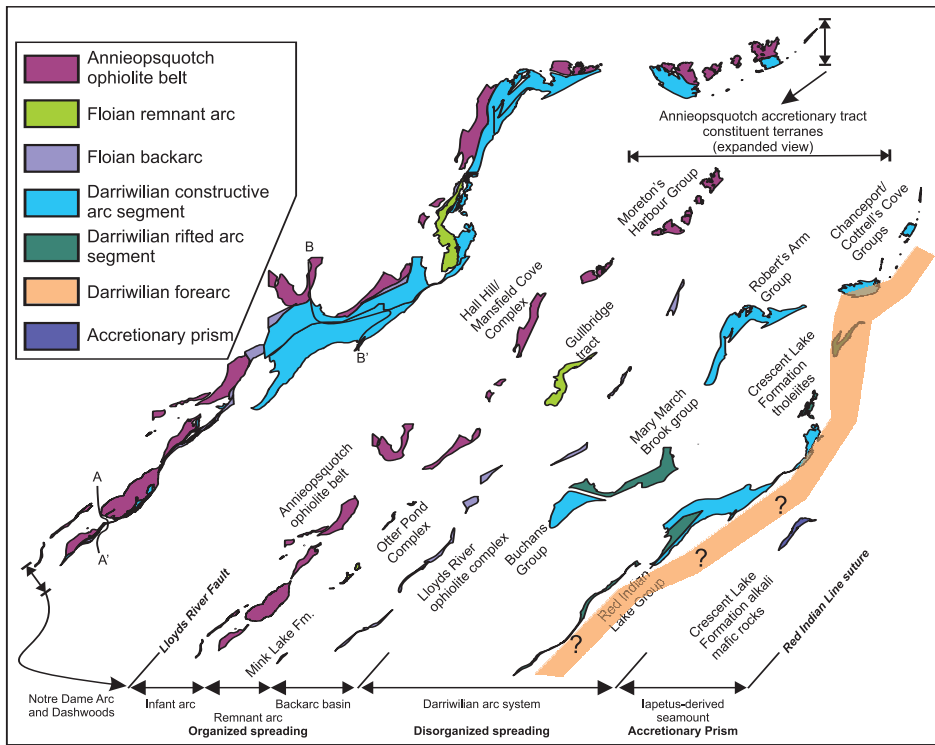 Annieopsquotch
ophiolite belt
Floian remnant arc
Floian backarc
Darriwilian constructive
arc segment
Darriwilian rifted arc
segment
Darriwilian forearc
Accretionary prism
Annieopsquotch accretionary tract
constituent terranes
(expanded view)
B
B'
A
A'
Moreton's
Harbour Group
Chanceport/
Cottrell's Cove
Groups
Hall Hill/
Mansfield Cove
Complex
Robert's Arm
Group
Gullbridge
tract
Crescent Lake
Formation
tholeiites
Mary March
Brook group
Annieopsquotch
ophiolite belt
Otter Pond
Complex
Lloyds River
ophiolite complex
Buchans
Group
Red Indian
Lake Group
?
?
?
Crescent Lake
Formation alkali
mafic rocks
Red Indian Line suture
Lloyds River Fault
Mink Lake Fm.
Notre Dame Arc
and Dashwoods
Infant arc
Remnant arc
Backarc basin
Organized spreading
Darriwilian arc system
Disorganized spreading
Iapetus-derived
seamount
Accretionary Prism